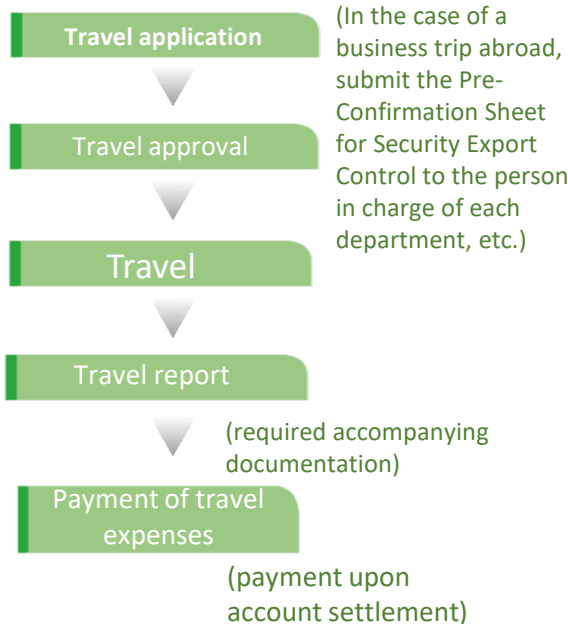 Travel application
(In the case of a
business trip abroad,
submit the Pre-
Confirmation Sheet
for Security Export
Control to the person
in charge of each
department, etc.)
Travel approval
Travel
Travel report
(required accompanying
documentation)
Payment of travel
expenses
(payment upon
account settlement)